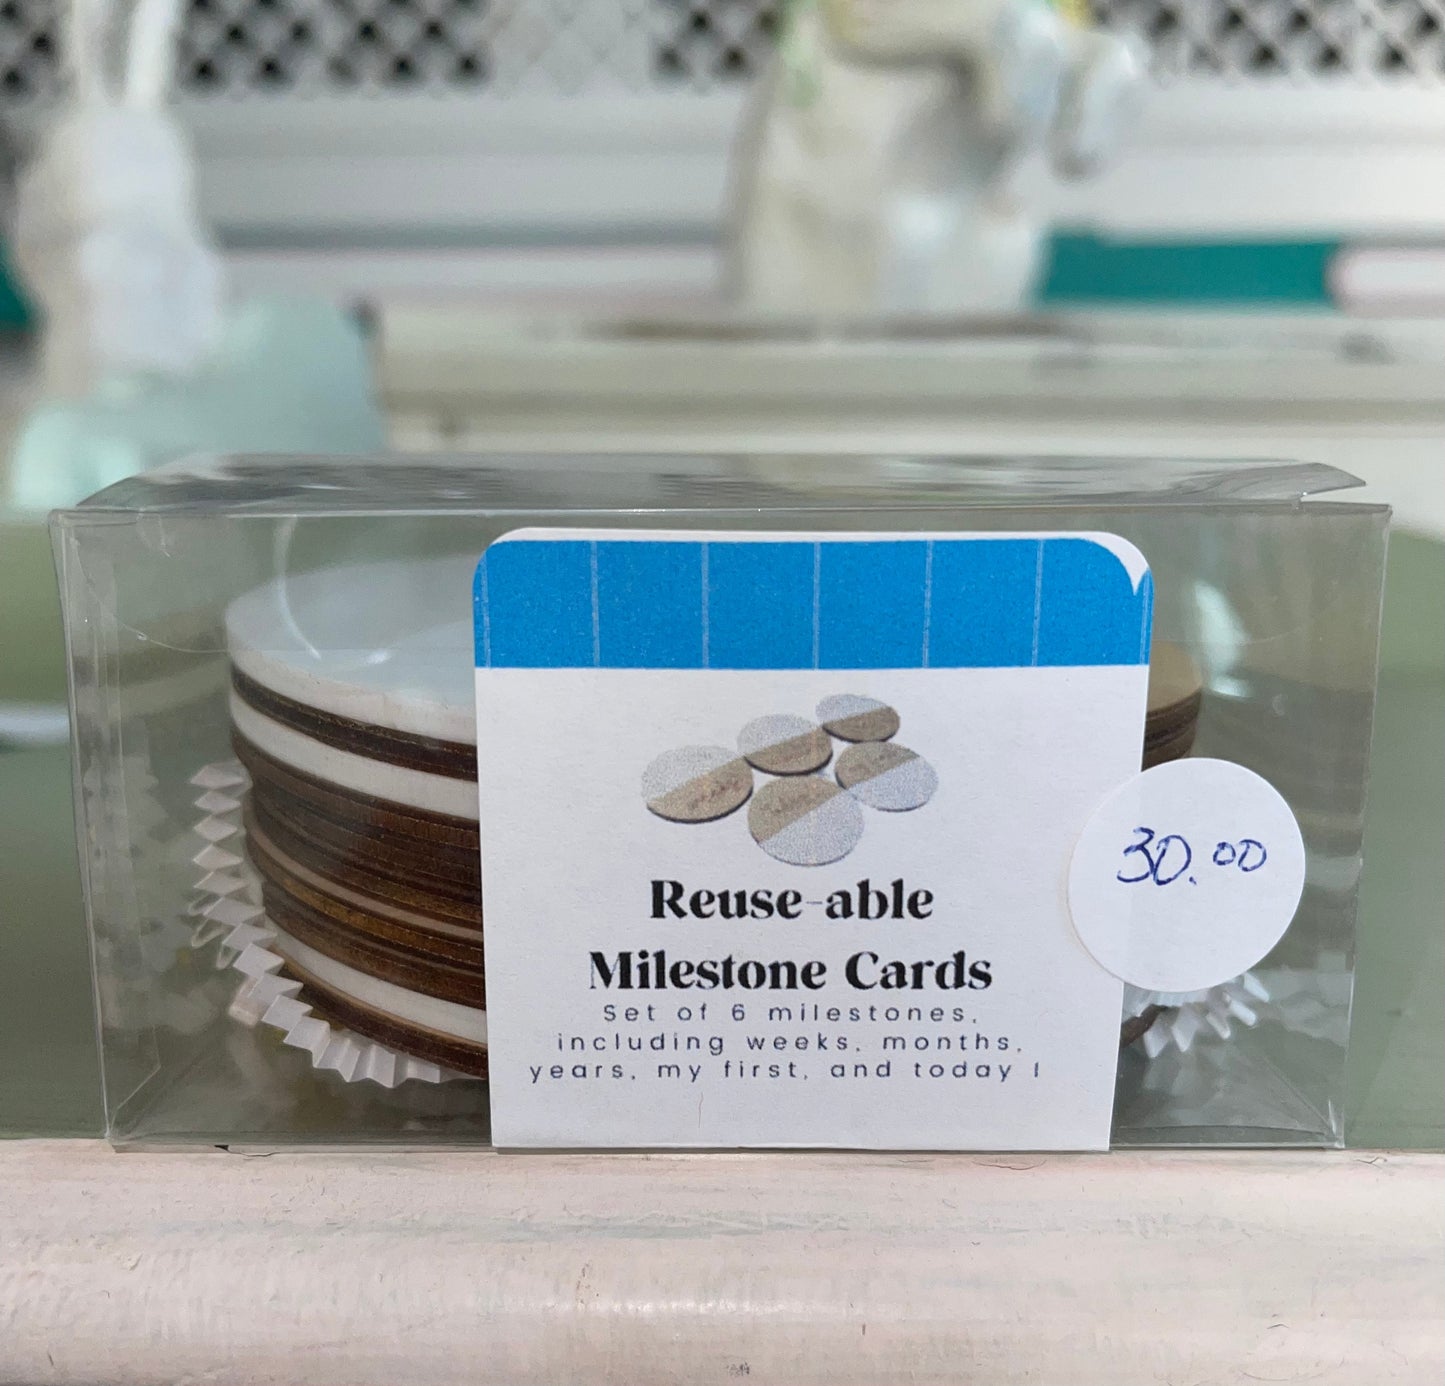 Reuse-able
Milestone Cards
Set of 6 milestones,
including weeks, months,
years, my first, and today I
30.00